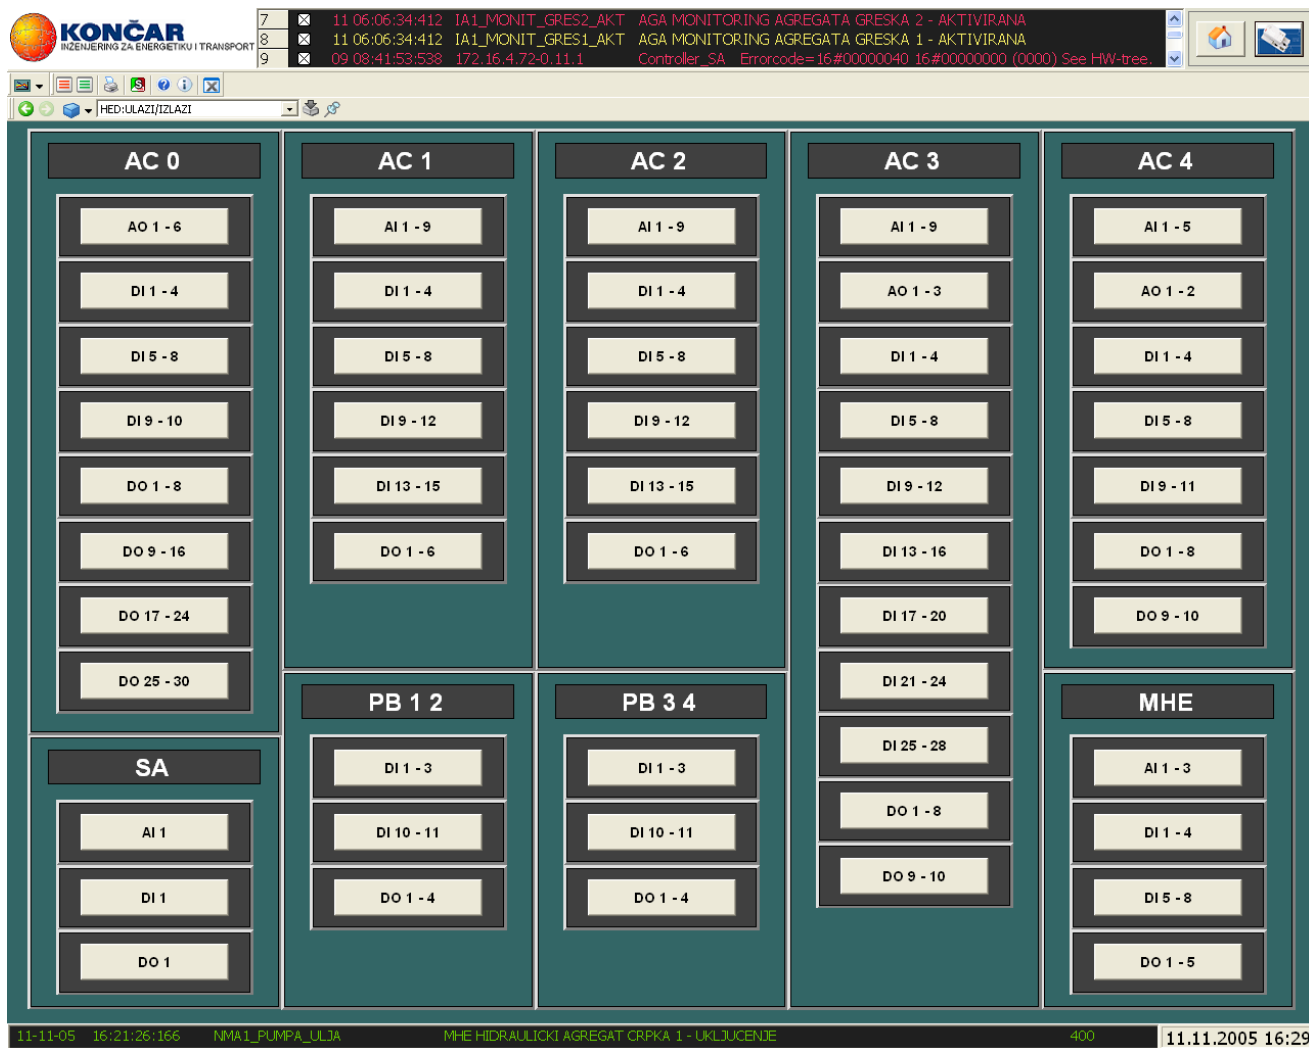 KONČAR
INŽENJERING ZA ENERGETIKU I TRANSPORT
7 11 06:06:34:412 IA1_MONIT_GRES2_AKT AGA MONITORING AGREGATA GRESKA 2 - AKTIVIRANA
8 11 06:06:34:412 IA1_MONIT_GRES1_AKT AGA MONITORING AGREGATA GRESKA 1 - AKTIVIRANA
9 09 08:41:53:538 172.16.4.72-0.11.1 Controller_SA Errorcode=16#00000040 16#00000000 (0000) See HW-tree.
HED:ULAZI/IZLAZI
AC 0
AO 1 - 6
DI 1 - 4
DI 5 - 8
DI 9 - 10
DO 1 - 8
DO 9 - 16
DO 17 - 24
DO 25 - 30
SA
AI 1
DI 1
DO 1
AC 1
AI 1 - 9
DI 1 - 4
DI 5 - 8
DI 9 - 12
DI 13 - 15
DO 1 - 6
PB 1 2
DI 1 - 3
DI 10 - 11
DO 1 - 4
AC 2
AI 1 - 9
DI 1 - 4
DI 5 - 8
DI 9 - 12
DI 13 - 15
DO 1 - 6
PB 3 4
DI 1 - 3
DI 10 - 11
DO 1 - 4
AC 3
AI 1 - 9
AO 1 - 3
DI 1 - 4
DI 5 - 8
DI 9 - 12
DI 13 - 16
DI 17 - 20
DI 21 - 24
DI 25 - 28
DO 1 - 8
DO 9 - 10
AC 4
AI 1 - 5
AO 1 - 2
DI 1 - 4
DI 5 - 8
DI 9 - 11
DO 1 - 8
DO 9 - 10
MHE
AI 1 - 3
DI 1 - 4
DI 5 - 8
DO 1 - 5
11-11-05 16:21:26:166 NMA1_PUMPA_ULJA MHE HIDRAULICKI AGREGAT CRPKA 1 - UKLJUCENJE 400 11.11.2005 16:29